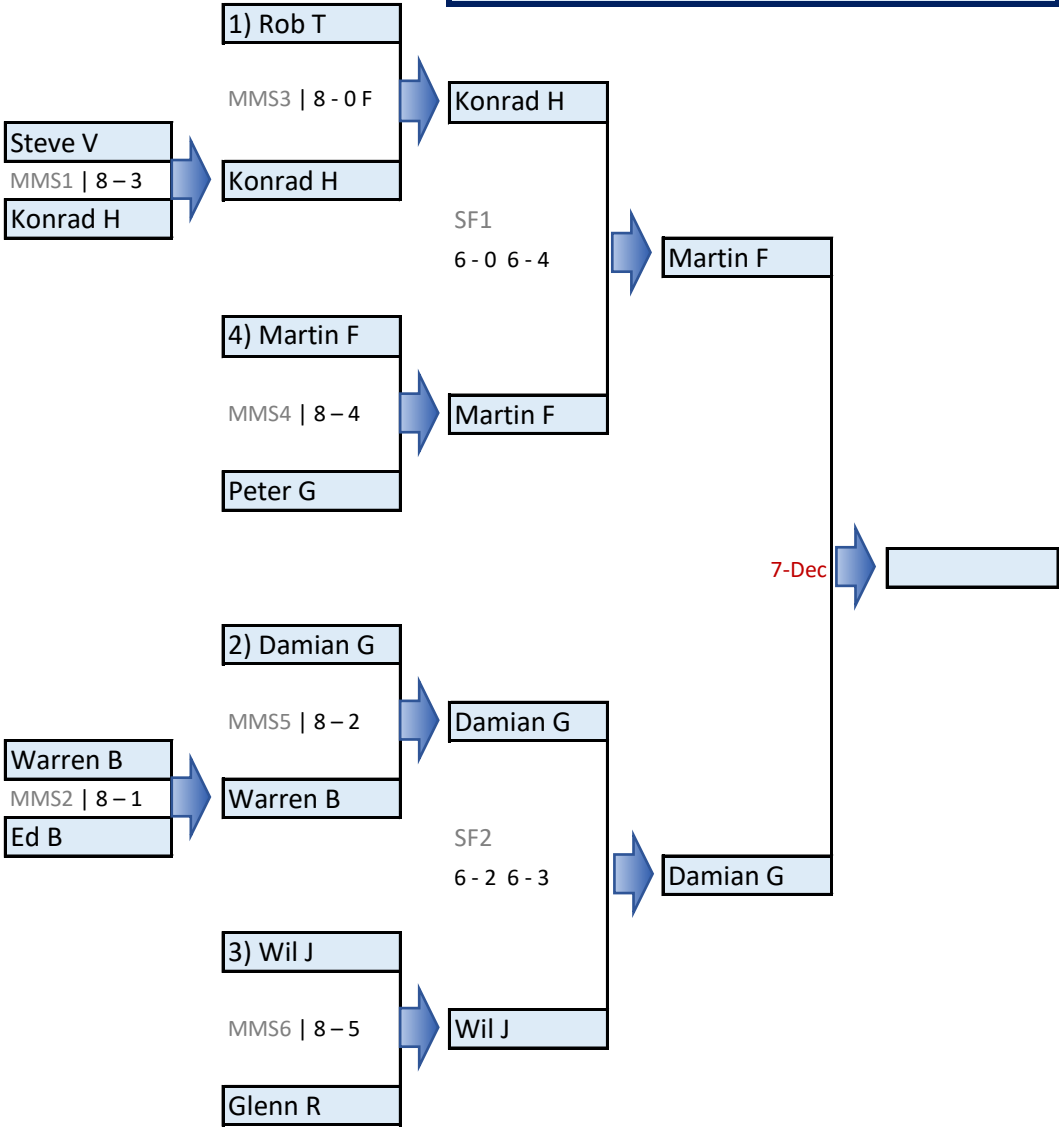 1) Rob T
MMS3 | 8 - 0 F
Konrad H
Steve V
MMS1 | 8 – 3
Konrad H
Konrad H
SF1
6 - 0 6 - 4
Martin F
4) Martin F
MMS4 | 8 – 4
Martin F
Peter G
7-Dec
2) Damian G
MMS5 | 8 – 2
Damian G
Warren B
MMS2 | 8 – 1
Ed B
Warren B
SF2
6 - 2 6 - 3
Damian G
3) Wil J
MMS6 | 8 – 5
Wil J
Glenn R